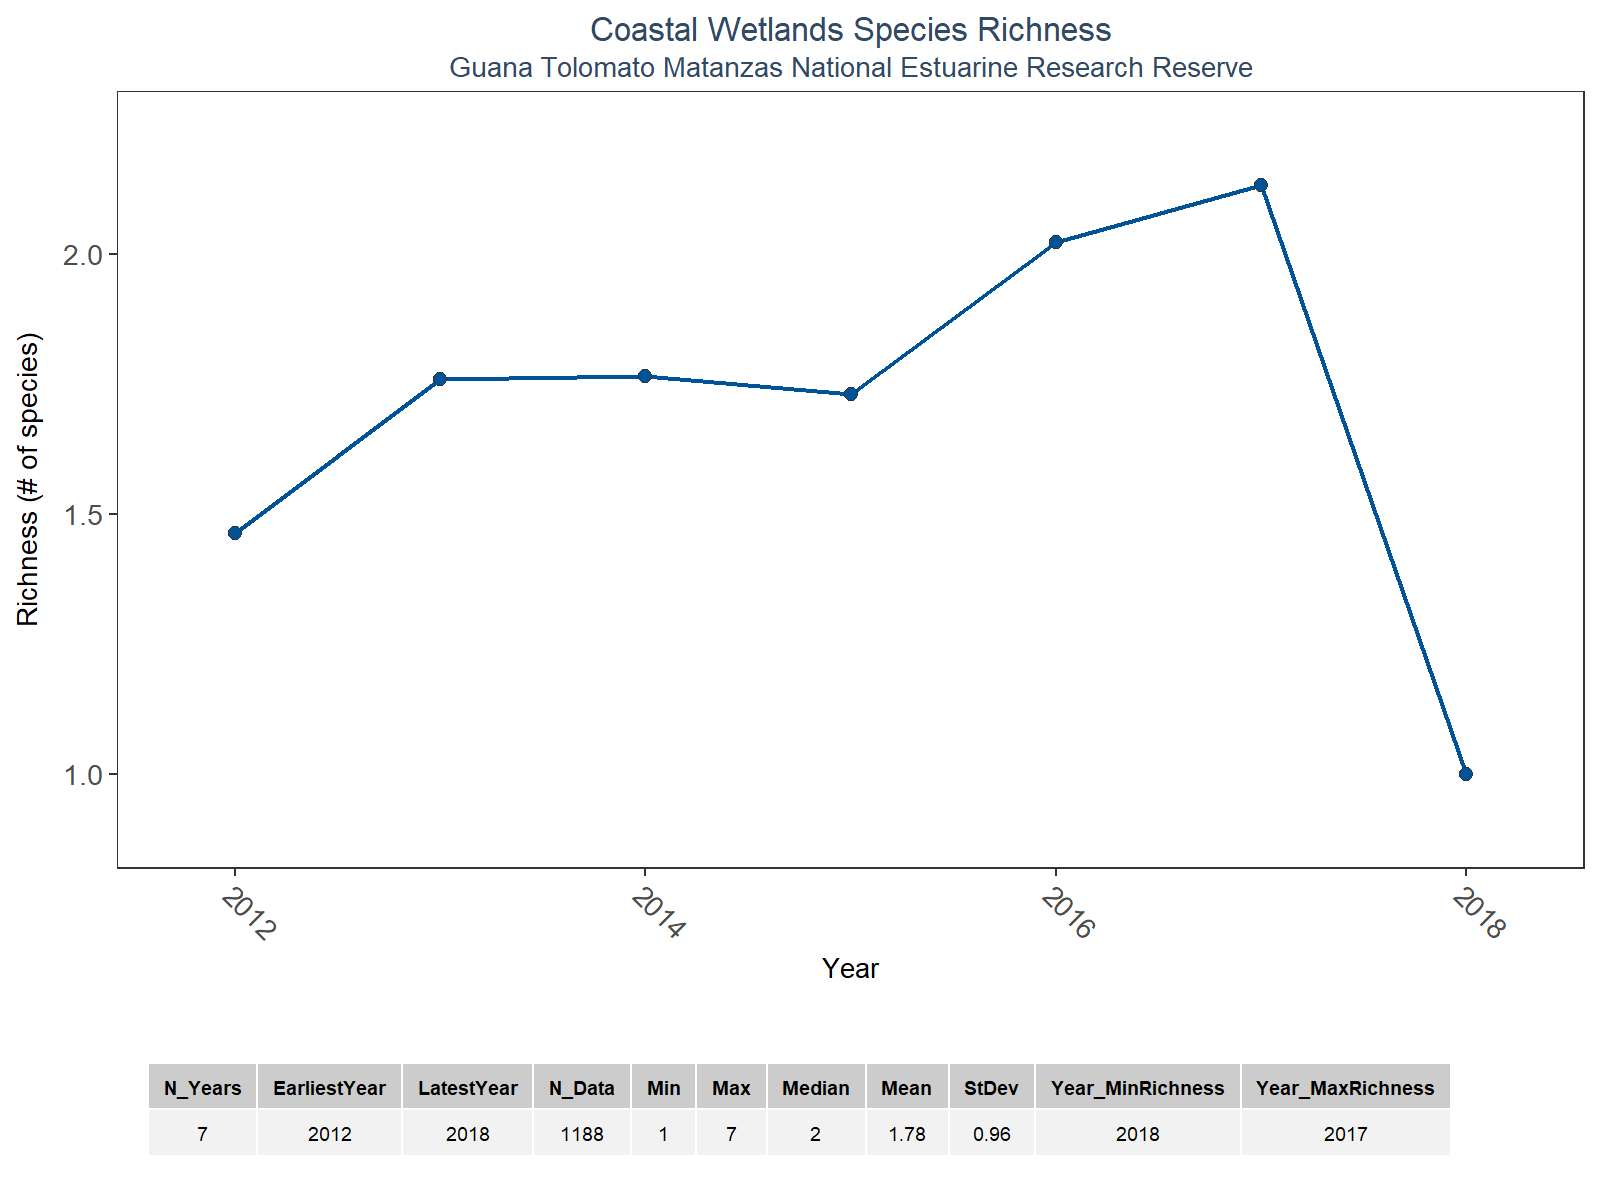 Coastal Wetlands Species Richness
Guana Tolomato Matanzas National Estuarine Research Reserve
Richness (# of species)
2.0
1.5
1.0
2012 2014 2016 2018
Year
N_Years EarliestYear LatestYear N_Data Min Max Median Mean StDev Year_MinRichness Year_MaxRichness
7 2012 2018 1188 1 7 2 1.78 0.96 2018 2017